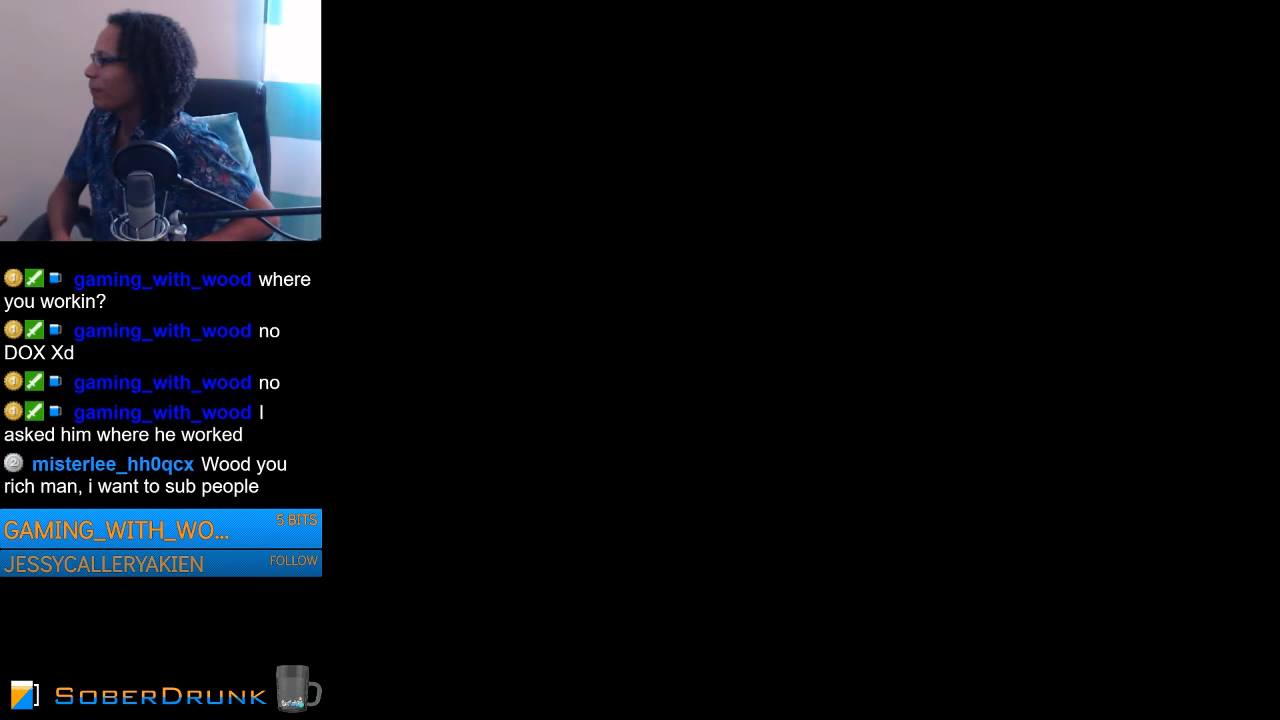 gaming_with_wood where
you workin?
gaming_with_wood no
DOX Xd
gaming_with_wood no
gaming_with_wood I
asked him where he worked
misterlee_hh0qcx Wood you
rich man, i want to sub people
GAMING_WITH_WO... 5 BITS
JESSYCALLERYAKIEN FOLLOW
SOBERDRUNK